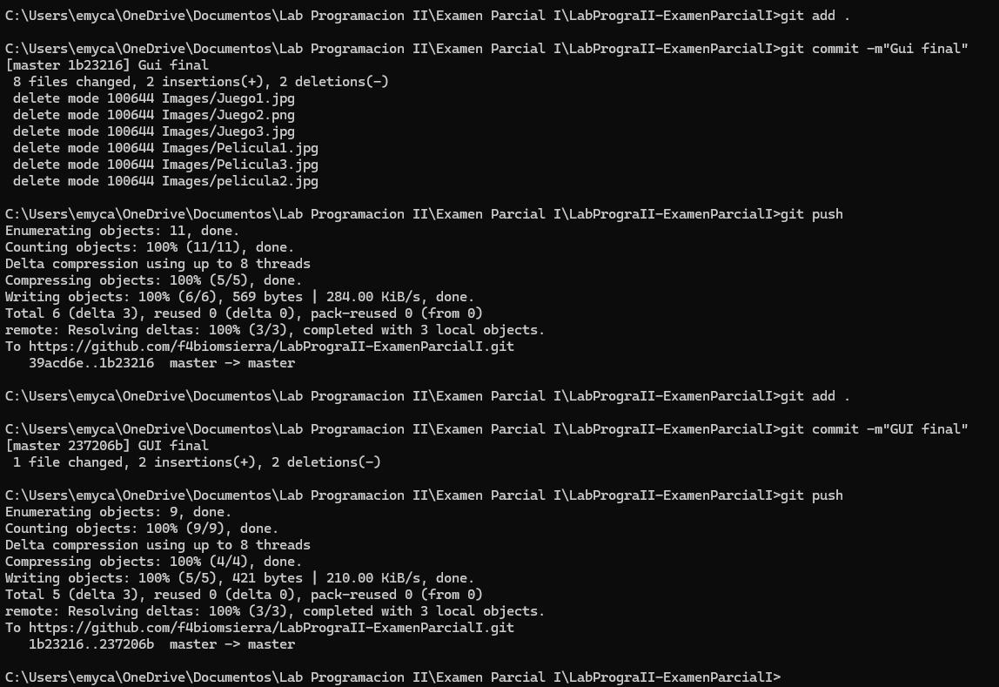 C:\Users\emyca\OneDrive\Documentos\Lab Programacion II\Examen Parcial I\LabPrograII-ExamenParcialI>git add .
C:\Users\emyca\OneDrive\Documentos\Lab Programacion II\Examen Parcial I\LabPrograII-ExamenParcialI>git commit -m"Gui final"
[master 1b23216] Gui final
 8 files changed, 2 insertions(+), 2 deletions(-)
 delete mode 100644 Images/Juego1.jpg
 delete mode 100644 Images/Juego2.png
 delete mode 100644 Images/Juego3.jpg
 delete mode 100644 Images/Pelicula1.jpg
 delete mode 100644 Images/Pelicula3.jpg
 delete mode 100644 Images/pelicula2.jpg
C:\Users\emyca\OneDrive\Documentos\Lab Programacion II\Examen Parcial I\LabPrograII-ExamenParcialI>git push
Enumerating objects: 11, done.
Counting objects: 100% (11/11), done.
Delta compression using up to 8 threads
Compressing objects: 100% (5/5), done.
Writing objects: 100% (6/6), 569 bytes | 284.00 KiB/s, done.
Total 6 (delta 3), reused 0 (delta 0), pack-reused 0 (from 0)
remote: Resolving deltas: 100% (3/3), completed with 3 local objects.
To https://github.com/f4biomsierra/LabPrograII-ExamenParcialI.git
   39acd6e..1b23216  master -> master
C:\Users\emyca\OneDrive\Documentos\Lab Programacion II\Examen Parcial I\LabPrograII-ExamenParcialI>git add .
C:\Users\emyca\OneDrive\Documentos\Lab Programacion II\Examen Parcial I\LabPrograII-ExamenParcialI>git commit -m"GUI final"
[master 237206b] GUI final
 1 file changed, 2 insertions(+), 2 deletions(-)
C:\Users\emyca\OneDrive\Documentos\Lab Programacion II\Examen Parcial I\LabPrograII-ExamenParcialI>git push
Enumerating objects: 9, done.
Counting objects: 100% (9/9), done.
Delta compression using up to 8 threads
Compressing objects: 100% (4/4), done.
Writing objects: 100% (5/5), 421 bytes | 210.00 KiB/s, done.
Total 5 (delta 3), reused 0 (delta 0), pack-reused 0 (from 0)
remote: Resolving deltas: 100% (3/3), completed with 3 local objects.
To https://github.com/f4biomsierra/LabPrograII-ExamenParcialI.git
   1b23216..237206b  master -> master
C:\Users\emyca\OneDrive\Documentos\Lab Programacion II\Examen Parcial I\LabPrograII-ExamenParcialI>